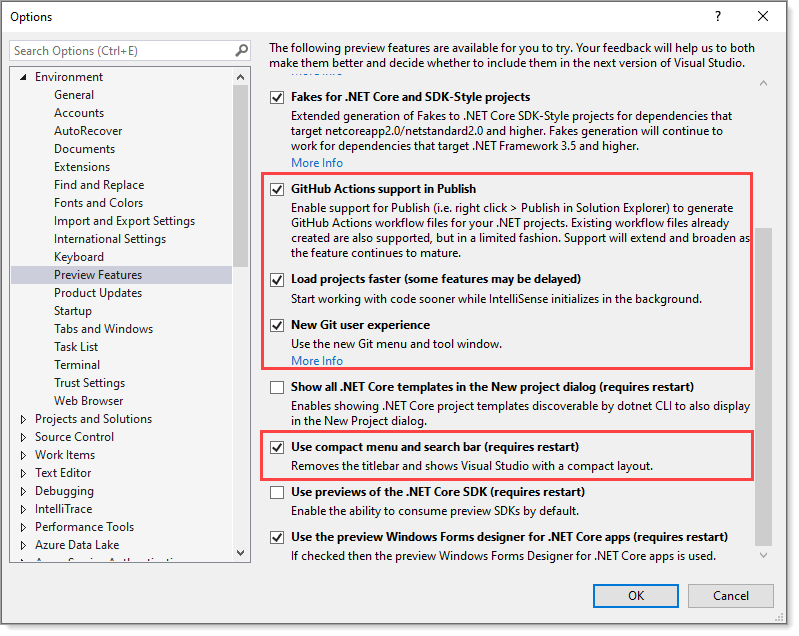 Options
?
Search Options (Ctrl+E)
Environment
General
Accounts
AutoRecover
Documents
Extensions
Find and Replace
Fonts and Colors
Import and Export Settings
International Settings
Keyboard
Preview Features
Product Updates
Startup
Tabs and Windows
Task List
Terminal
Trust Settings
Web Browser
Projects and Solutions
Source Control
Work Items
Text Editor
Debugging
IntelliTrace
Performance Tools
Azure Data Lake
The following preview features are available for you to try. Your feedback will help us to both
make them better and decide whether to include them in the next version of Visual Studio.
More Info
Fakes for .NET Core and SDK-Style projects
Extended generation of Fakes to .NET Core SDK-Style projects for dependencies that
target netcoreapp2.0/netstandard2.0 and higher. Fakes generation will continue to
work for dependencies that target .NET Framework 3.5 and higher.
More Info
GitHub Actions support in Publish
Enable support for Publish (i.e. right click > Publish in Solution Explorer) to generate
GitHub Actions workflow files for your .NET projects. Existing workflow files already
created are also supported, but in a limited fashion. Support will extend and broaden as
the feature continues to mature.
Load projects faster (some features may be delayed)
Start working with code sooner while IntelliSense initializes in the background.
New Git user experience
Use the new Git menu and tool window.
More Info
Show all .NET Core templates in the New project dialog (requires restart)
Enables showing .NET Core project templates discoverable by dotnet CLI to also display
in the New Project dialog.
Use compact menu and search bar (requires restart)
Removes the titlebar and shows Visual Studio with a compact layout.
Use previews of the .NET Core SDK (requires restart)
Enable the ability to consume preview SDKs by default.
Use the preview Windows Forms designer for .NET Core apps (requires restart)
If checked then the preview Windows Forms Designer for .NET Core apps is used.
OK
Cancel